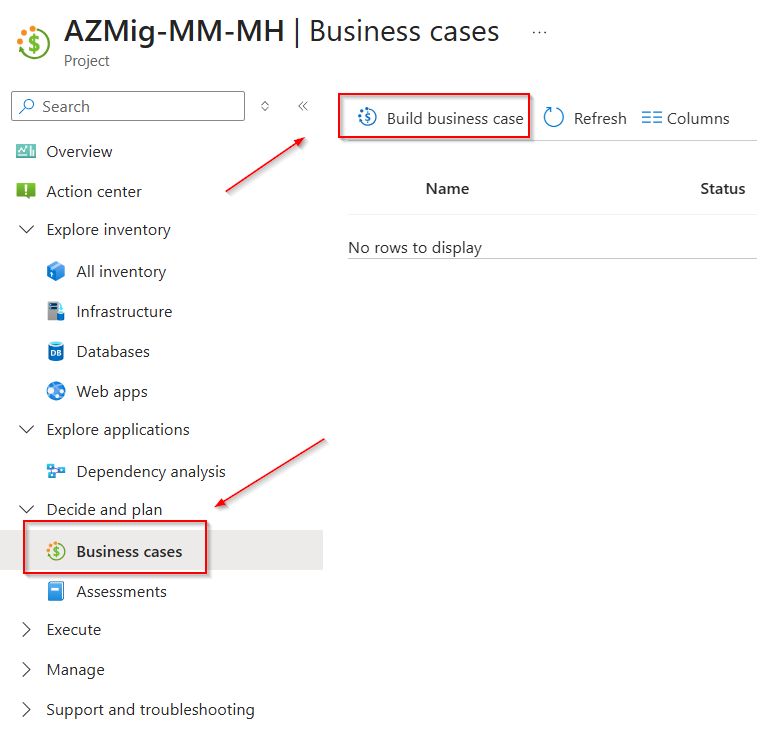 AZMig-MM-MH | Business cases ...
Project
Search
Build business case Refresh Columns
Overview
Name Status
Action center
Explore inventory
No rows to display
All inventory
Infrastructure
DB Databases
Web apps
Explore applications
Dependency analysis
Decide and plan
Business cases
Assessments
Execute
Manage
Support and troubleshooting